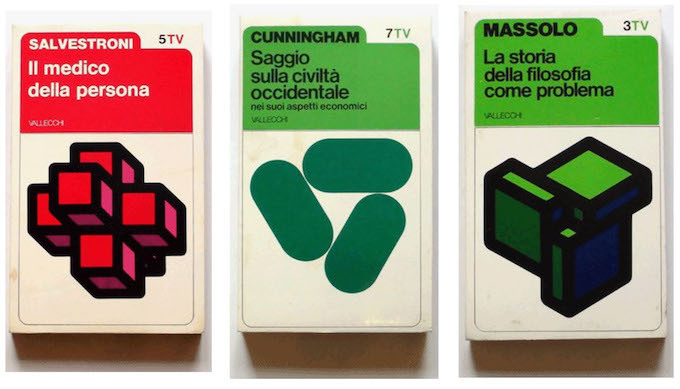 SALVESTRONI
5TV
Il medico
della persona
VALLECCHI
CUNNINGHAM
7TV
Saggio
sulla civiltà
occidentale
nei suoi aspetti economici
VALLECCHI
MASSOLO
3TV
La storia
della filosofia
come problema
VALLECCHI